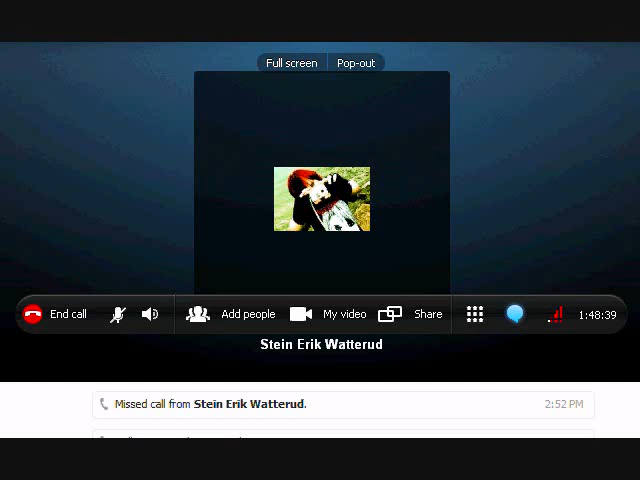 Full screen Pop-out
End call Add people My video Share 1:48:39
Stein Erik Watterud
Missed call from Stein Erik Watterud. 2:52 PM